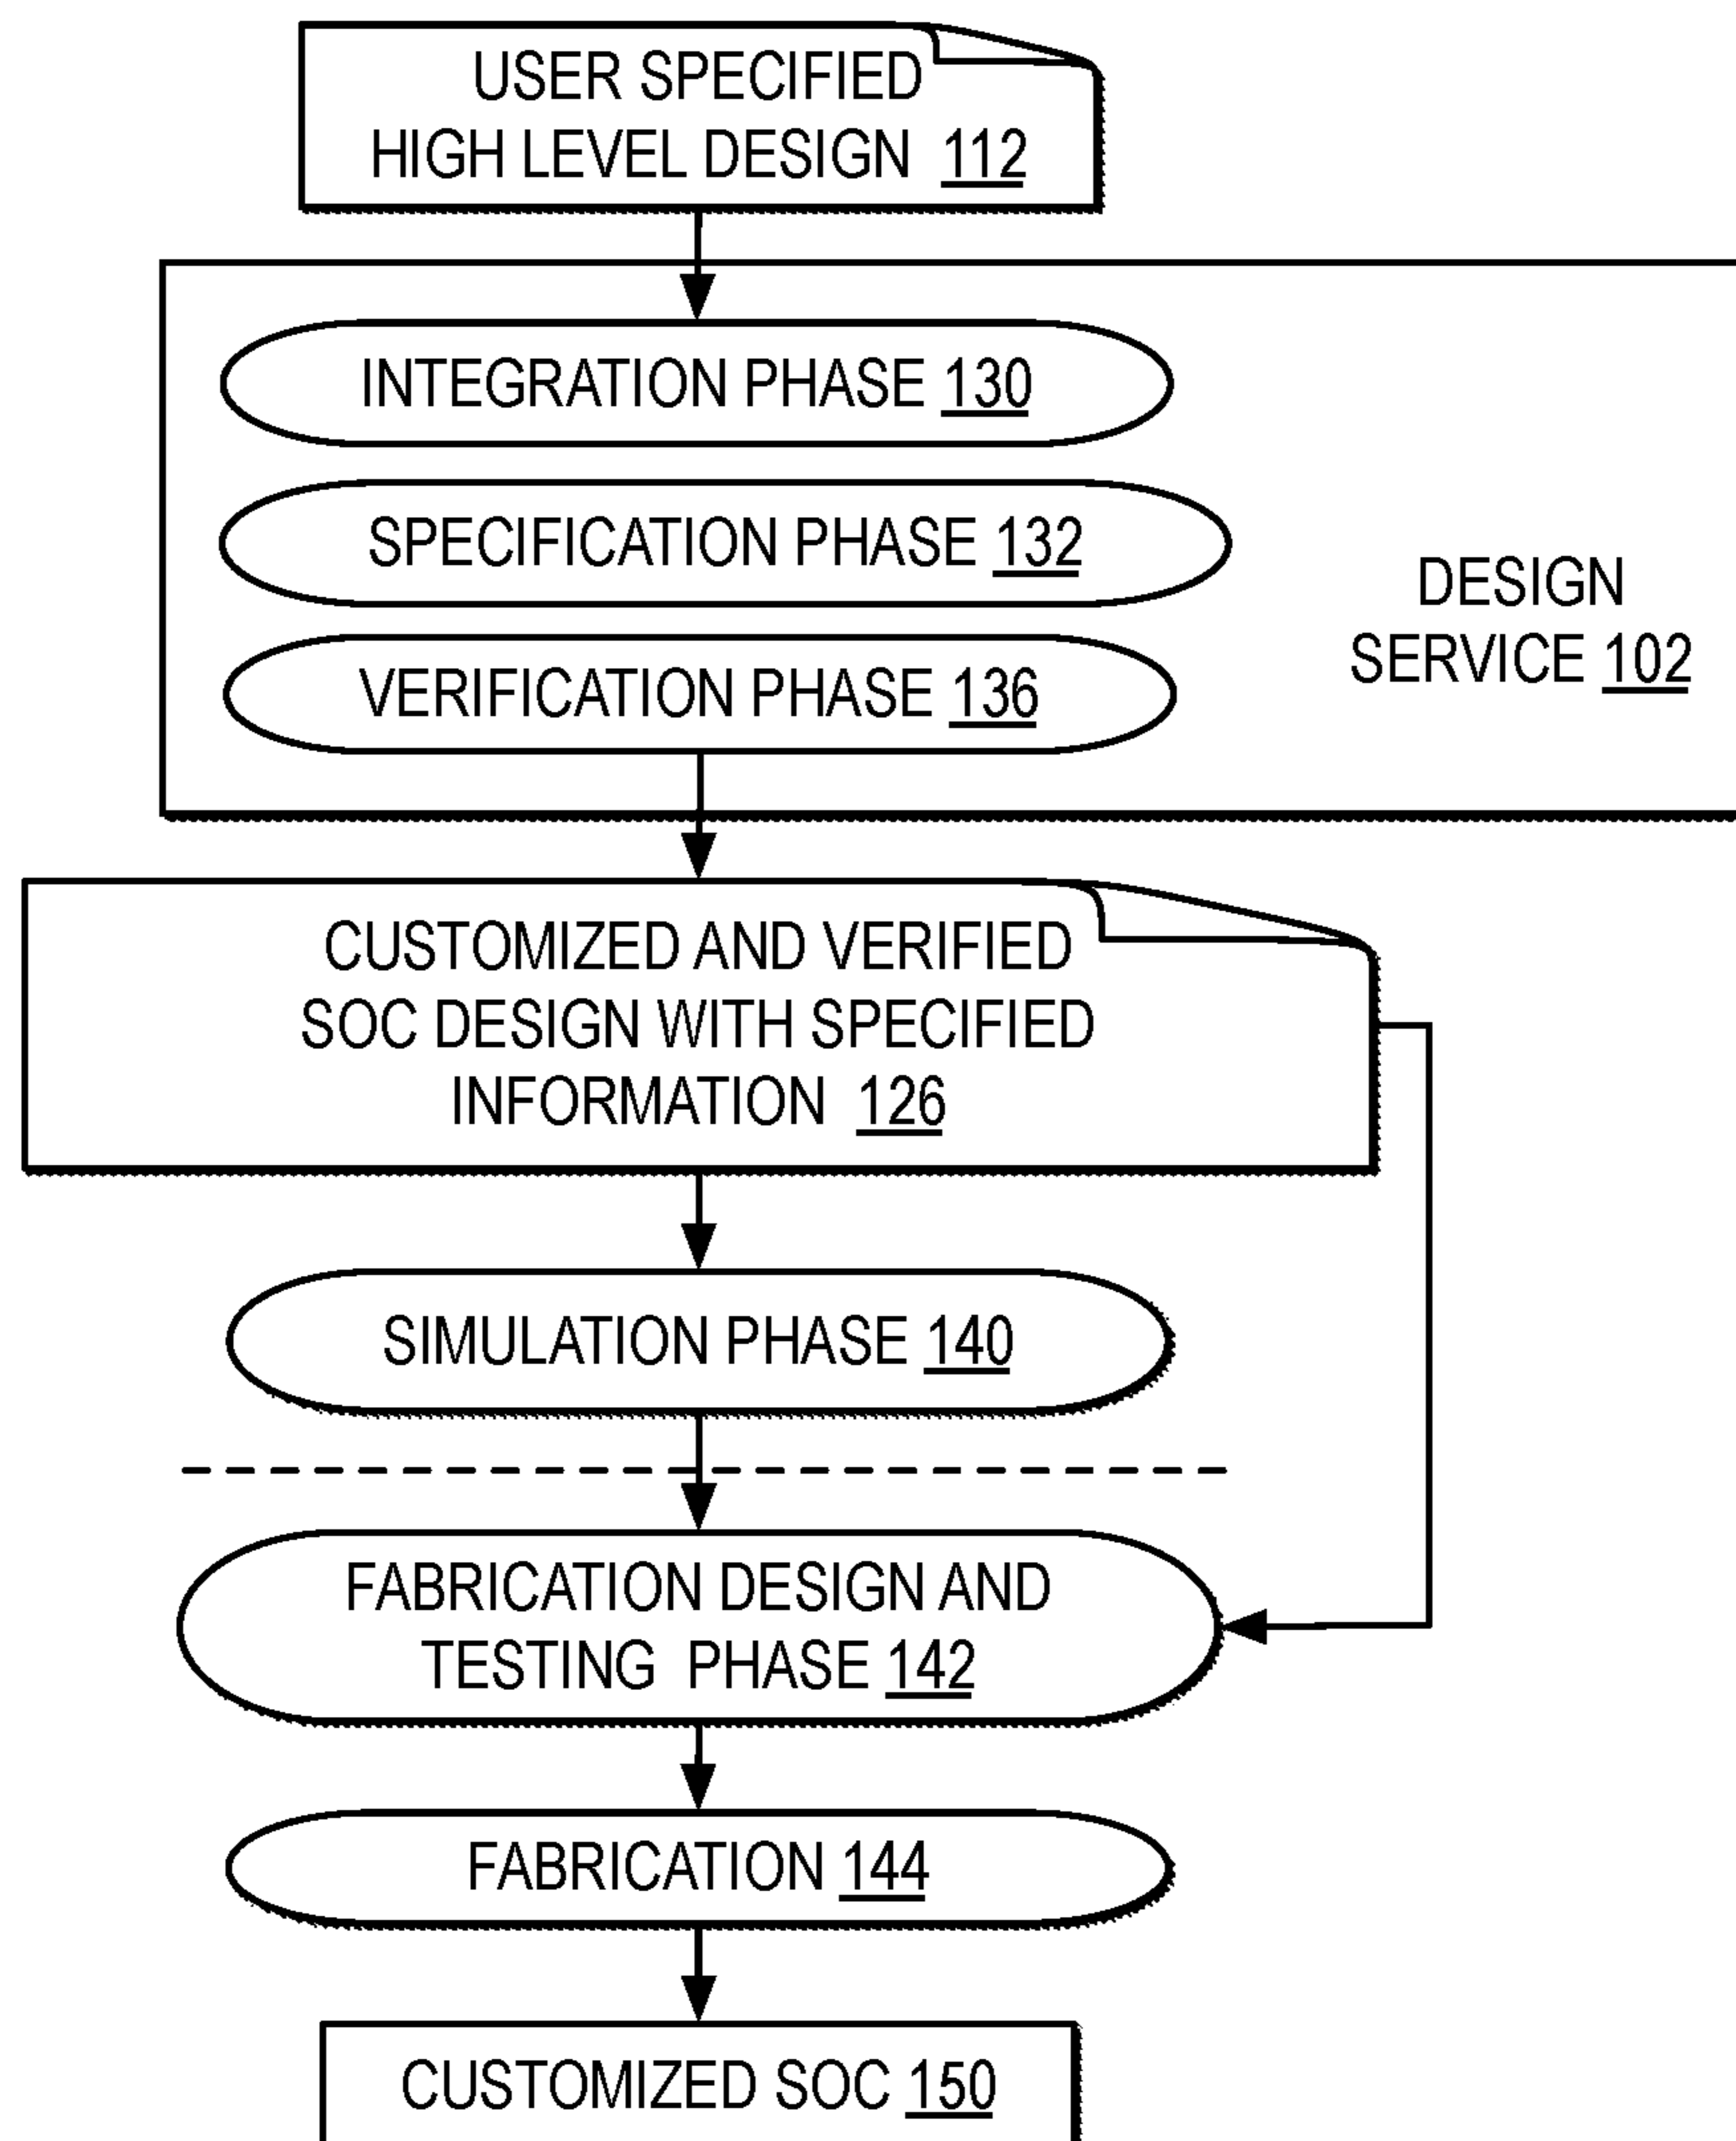 USER SPECIFIED
HIGH LEVEL DESIGN 112
INTEGRATION PHASE 130
SPECIFICATION PHASE 132
VERIFICATION PHASE 136
DESIGN
SERVICE 102
CUSTOMIZED AND VERIFIED
SOC DESIGN WITH SPECIFIED
INFORMATION 126
SIMULATION PHASE 140
FABRICATION DESIGN AND
TESTING PHASE 142
FABRICATION 144
CUSTOMIZED SOC 150